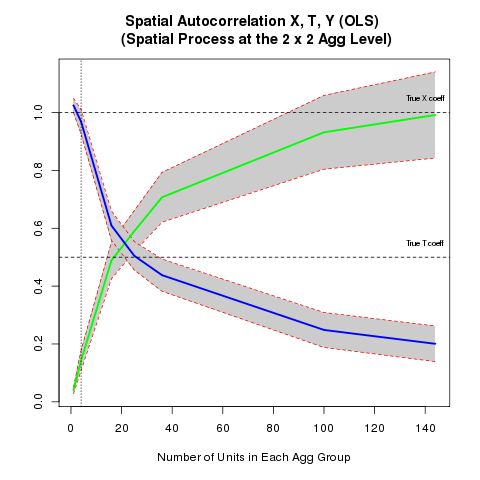 Spatial Autocorrelation X, T, Y (OLS)
(Spatial Process at the 2 x 2 Agg Level)
True X coeff
True T coeff
1.0
0.8
0.6
0.4
0.2
0.0
0 20 40 60 80 100 120 140
Number of Units in Each Agg Group